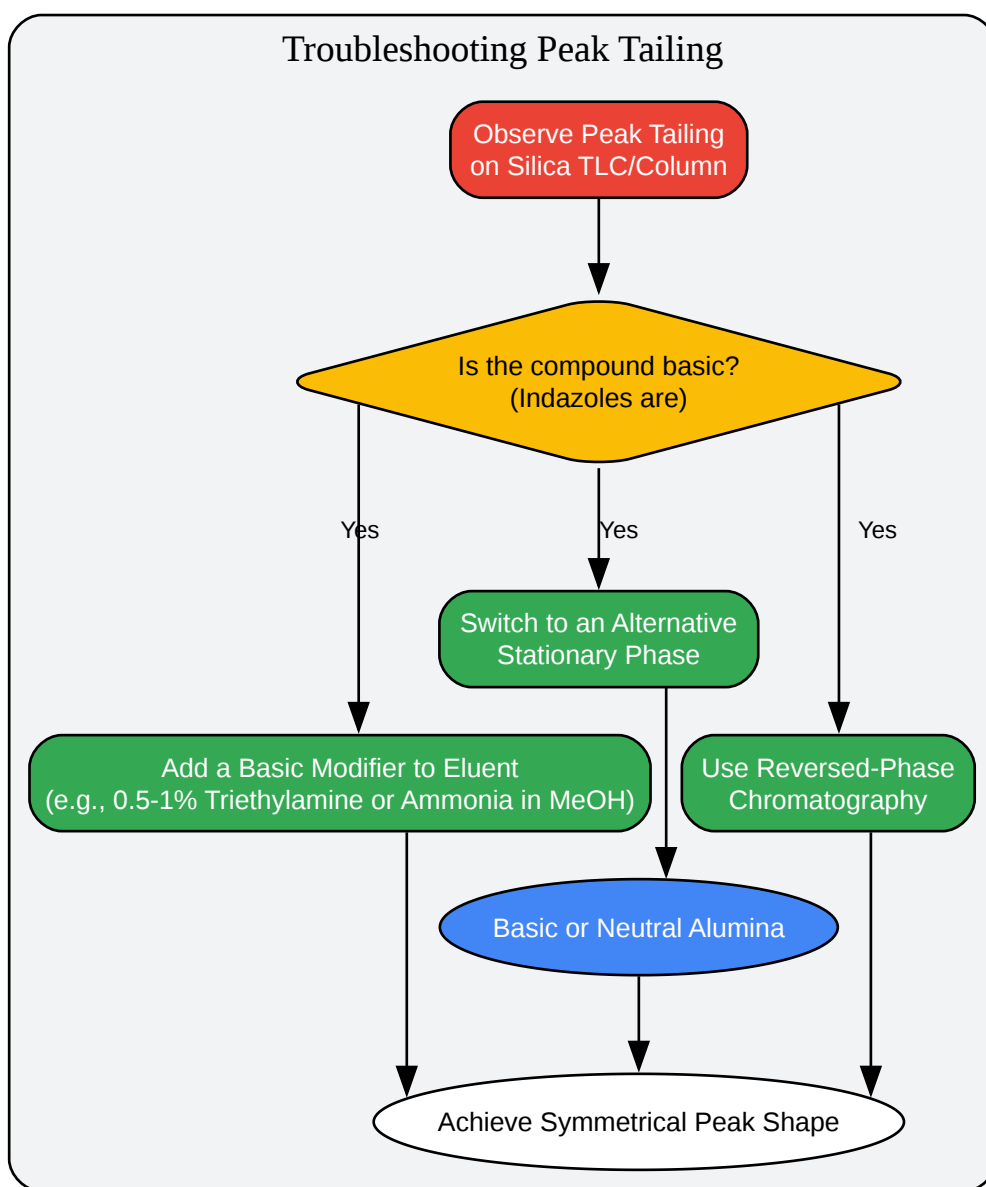 Troubleshooting Peak Tailing
Observe Peak Tailing
on Silica TLC/Column
Is the compound basic?
(Indazoles are)
Yes
Yes
Yes
Switch to an Alternative
Stationary Phase
Add a Basic Modifier to Eluent
(e.g., 0.5-1% Triethylamine or Ammonia in MeOH)
Use Reversed-Phase
Chromatography
Basic or Neutral Alumina
Achieve Symmetrical Peak Shape